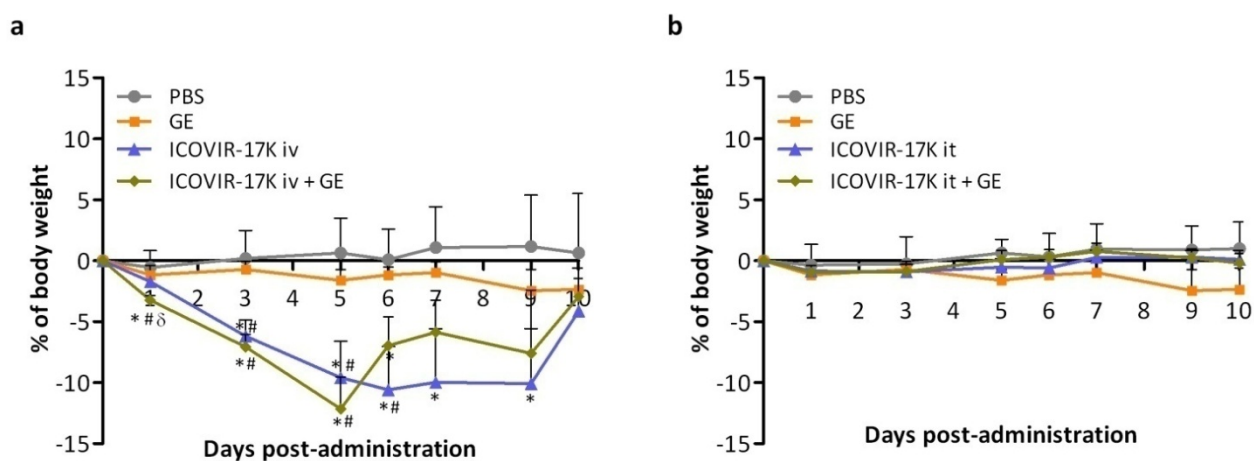 a
15
10
5
0
-5
-10
-15
% of body weight
PBS
GE
ICOVIR-17K iv
ICOVIR-17K iv + GE
1 2 3 4 5 6 7 8 9 10
*#δ
*#
*#
*#
*#
*
*#
*
*
Days post-administration
b
15
10
5
0
-5
-10
-15
% of body weight
PBS
GE
ICOVIR-17K it
ICOVIR-17K it + GE
1 2 3 4 5 6 7 8 9 10
Days post-administration